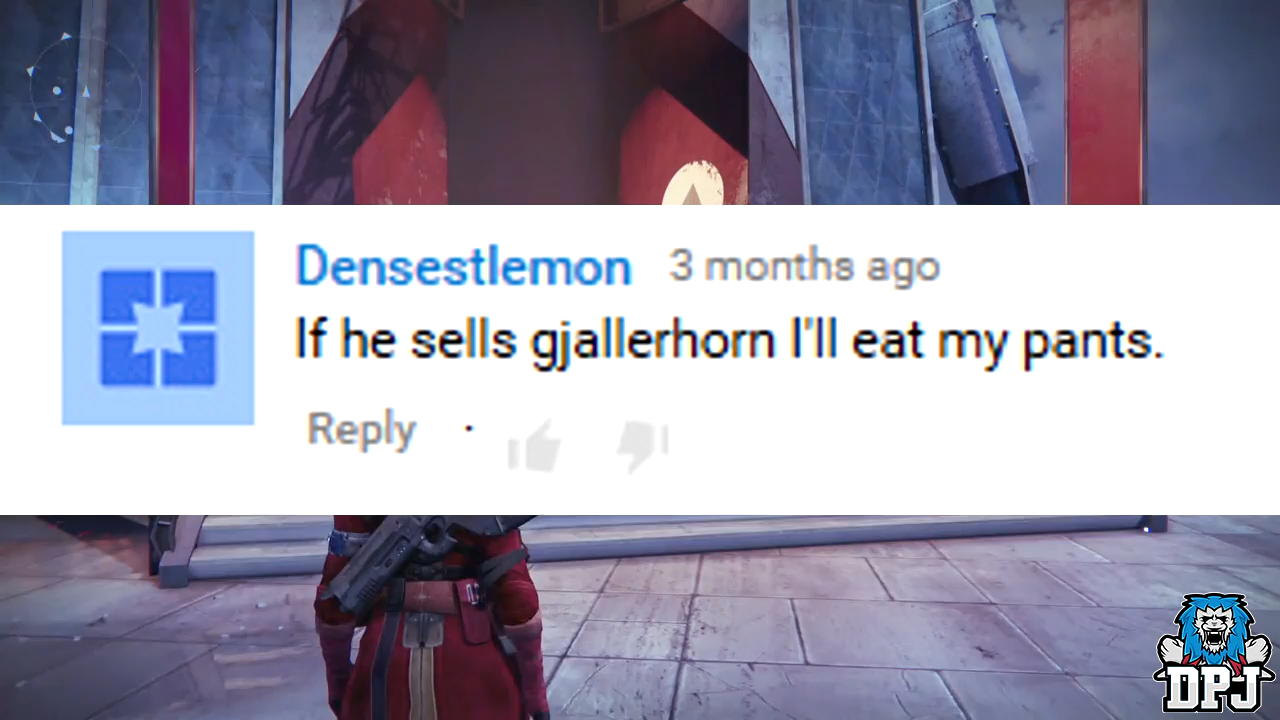 Densestlemon 3 months ago
If he sells gjallerhorn I'll eat my pants.
Reply ·
DPJ